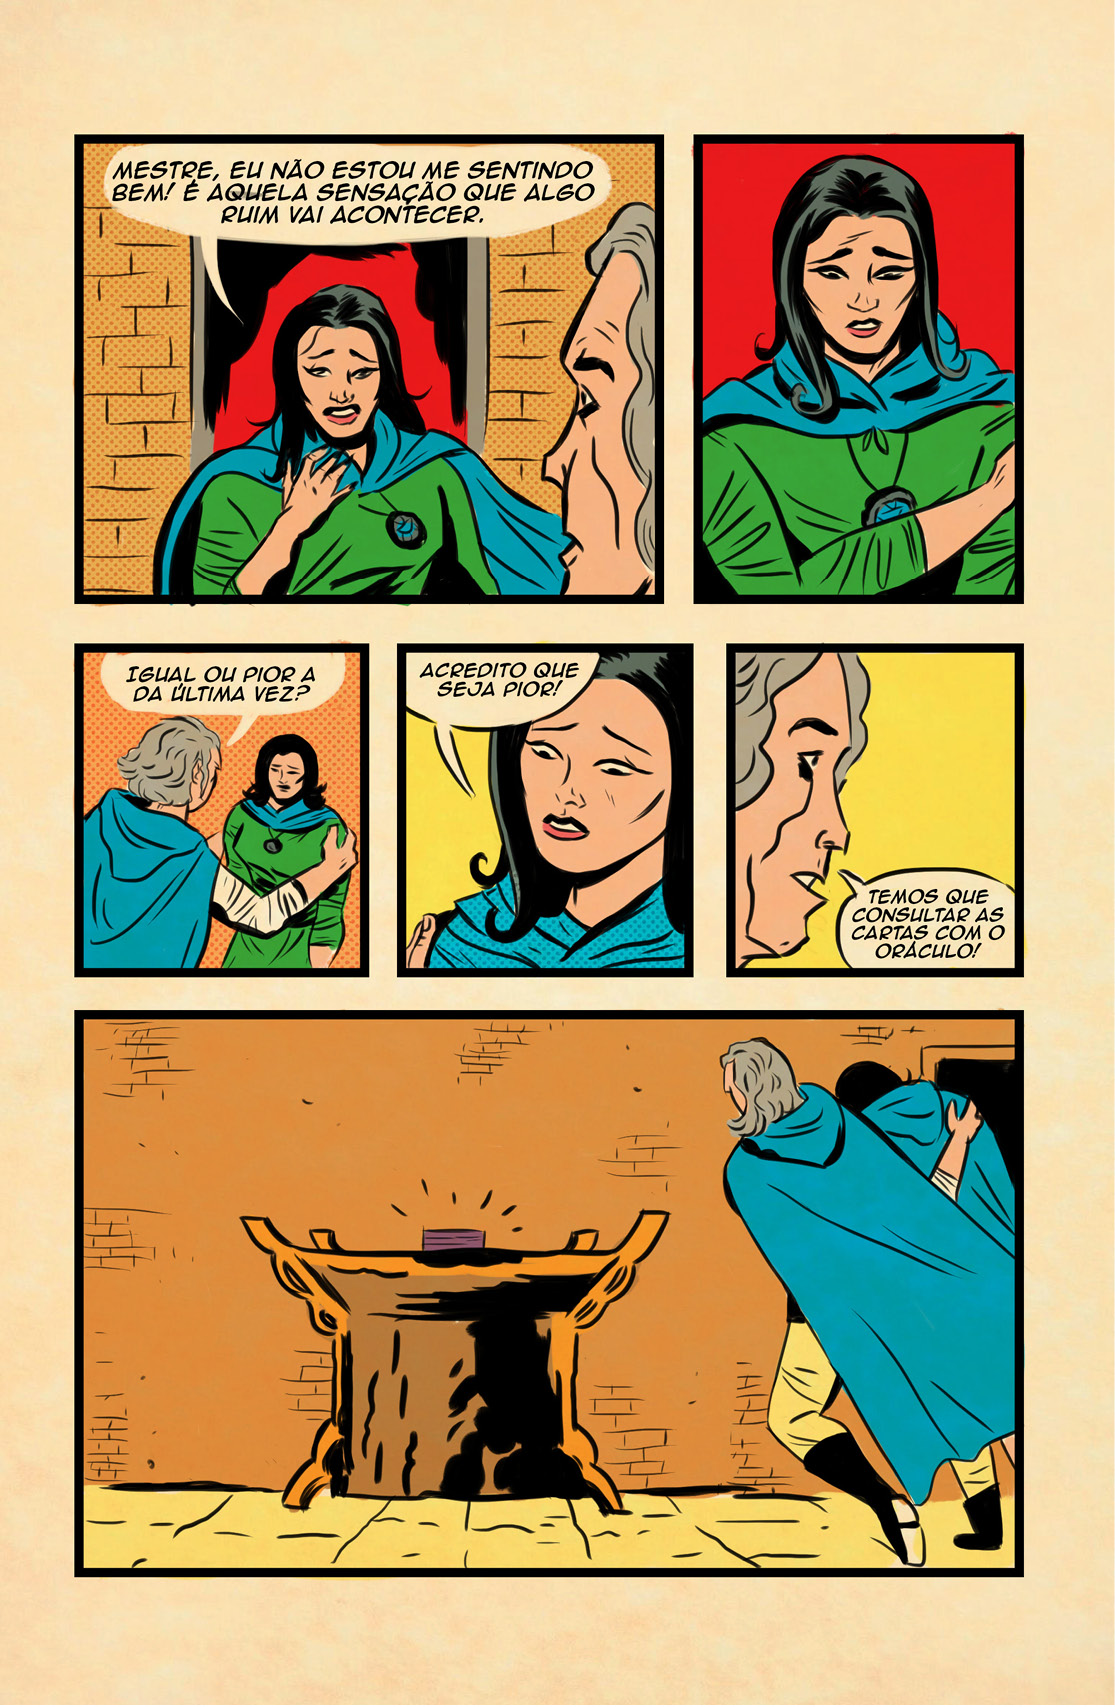 MESTRE, EU NÃO ESTOU ME SENTINDO
BEM! É AQUELA SENSAÇÃO QUE ALGO
RUIM VAI ACONTECER.
IGUAL OU PIOR A
DA ÚLTIMA VEZ?
ACREDITO QUE
SEJA PIOR!
TEMOS QUE
CONSULTAR AS
CARTAS COM O
ORÁCULO!